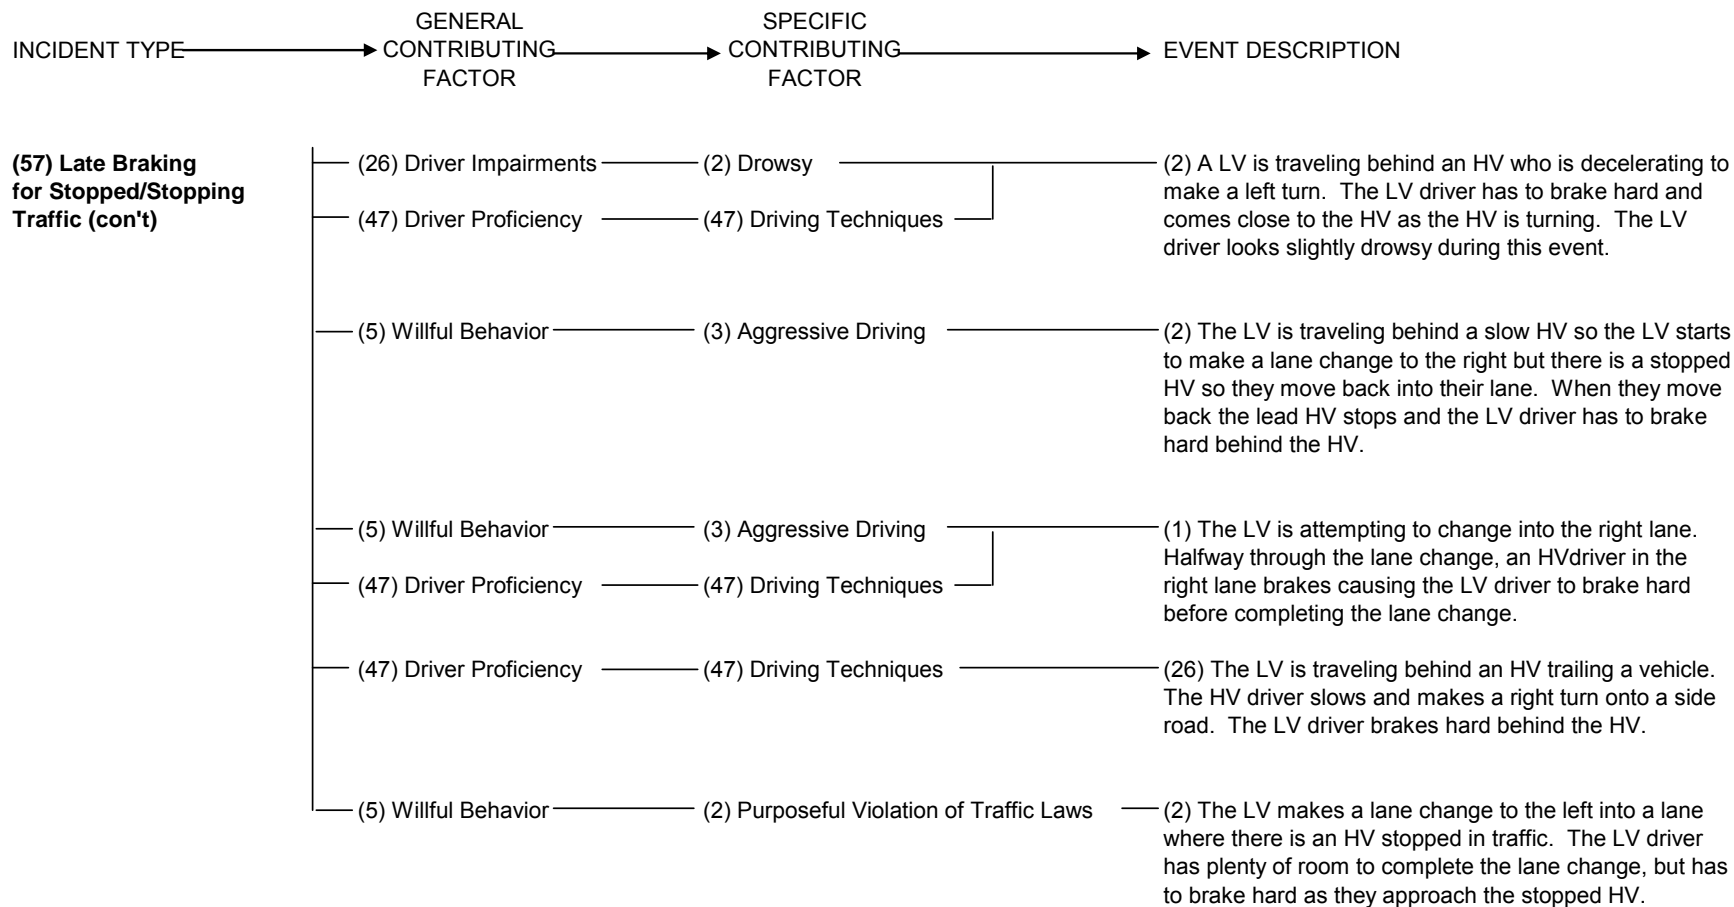 INCIDENT TYPE
GENERAL
CONTRIBUTING
FACTOR
SPECIFIC
CONTRIBUTING
FACTOR
EVENT DESCRIPTION
(57) Late Braking
for Stopped/Stopping
Traffic (con't)
(26) Driver Impairments
(2) Drowsy
(47) Driver Proficiency
(47) Driving Techniques
(2) A LV is traveling behind an HV who is decelerating to
make a left turn.  The LV driver has to brake hard and
comes close to the HV as the HV is turning.  The LV
driver looks slightly drowsy during this event.
(5) Willful Behavior
(3) Aggressive Driving
(2) The LV is traveling behind a slow HV so the LV starts
to make a lane change to the right but there is a stopped
HV so they move back into their lane.  When they move
back the lead HV stops and the LV driver has to brake
hard behind the HV.
(5) Willful Behavior
(3) Aggressive Driving
(47) Driver Proficiency
(47) Driving Techniques
(1) The LV is attempting to change into the right lane.
Halfway through the lane change, an HVdriver in the
right lane brakes causing the LV driver to brake hard
before completing the lane change.
(47) Driver Proficiency
(47) Driving Techniques
(26) The LV is traveling behind an HV trailing a vehicle.
The HV driver slows and makes a right turn onto a side
road.  The LV driver brakes hard behind the HV.
(5) Willful Behavior
(2) Purposeful Violation of Traffic Laws
(2) The LV makes a lane change to the left into a lane
where there is an HV stopped in traffic.  The LV driver
has plenty of room to complete the lane change, but has
to brake hard as they approach the stopped HV.